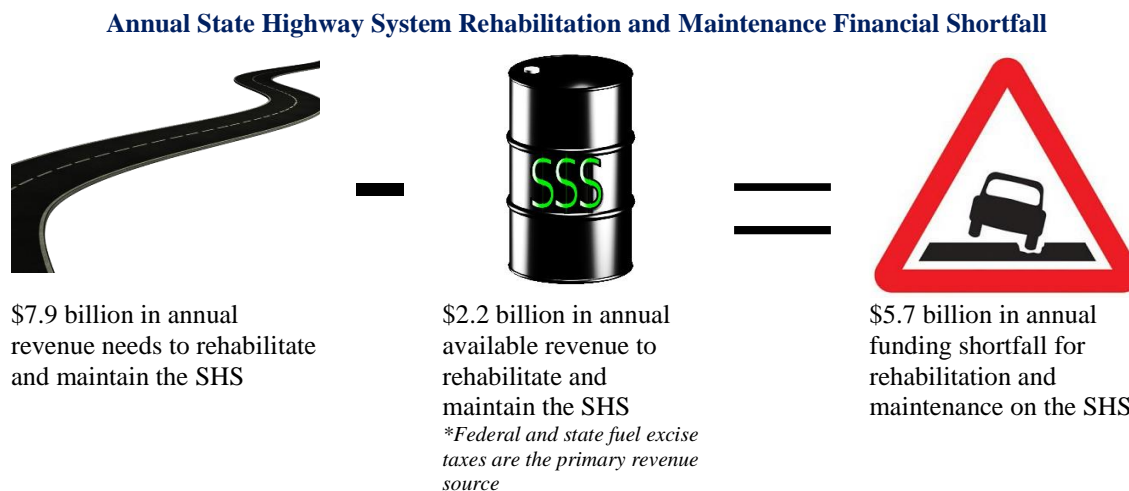 Annual State Highway System Rehabilitation and Maintenance Financial Shortfall
SSS
$7.9 billion in annual
revenue needs to rehabilitate
and maintain the SHS
$2.2 billion in annual
available revenue to
rehabilitate and
maintain the SHS
*Federal and state fuel excise
taxes are the primary revenue
source
$5.7 billion in annual
funding shortfall for
rehabilitation and
maintenance on the SHS